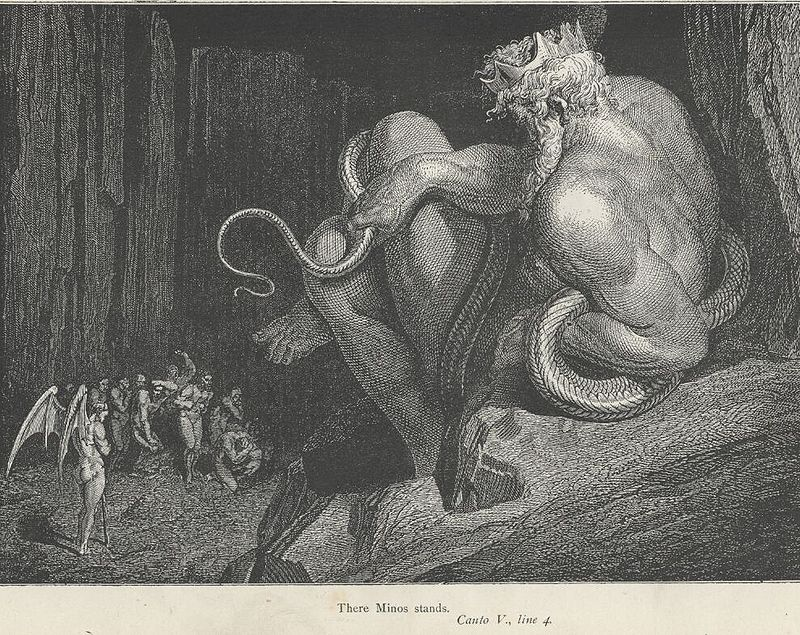 There Minos stands.
Canto V., line 4.